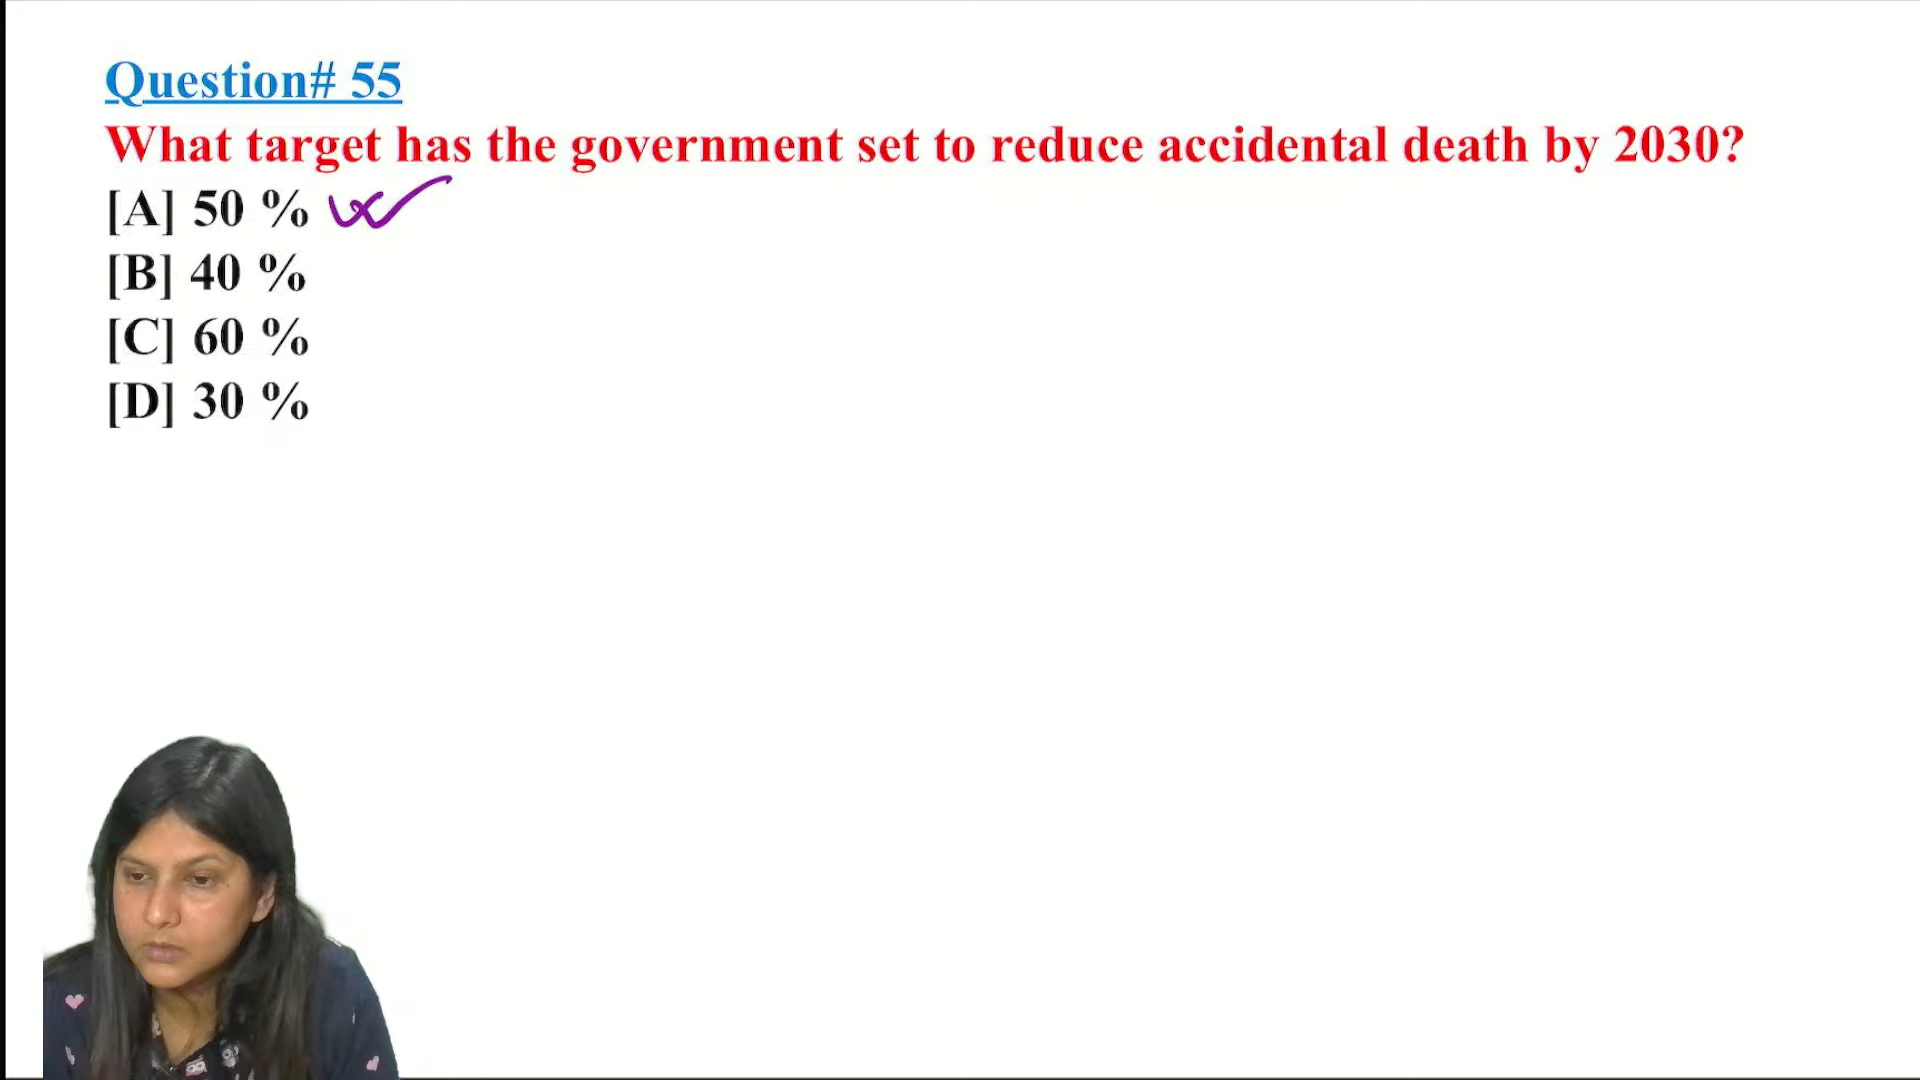 Question# 55
What target has the government set to reduce accidental death by 2030?
[A] 50 %
[B] 40 %
[C] 60 %
[D] 30 %